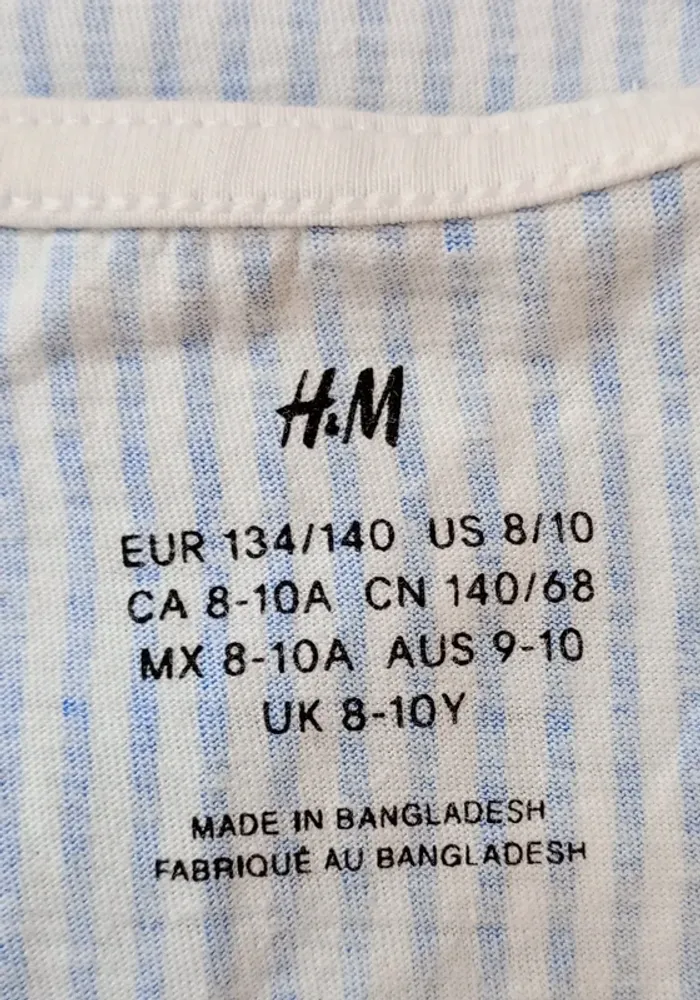 H&M
EUR 134/140 US 8/10
CA 8-10A CN 140/68
MX 8-10A AUS 9-10
UK 8-10Y
MADE IN BANGLADESH
FABRIQUÉ AU BANGLADESH